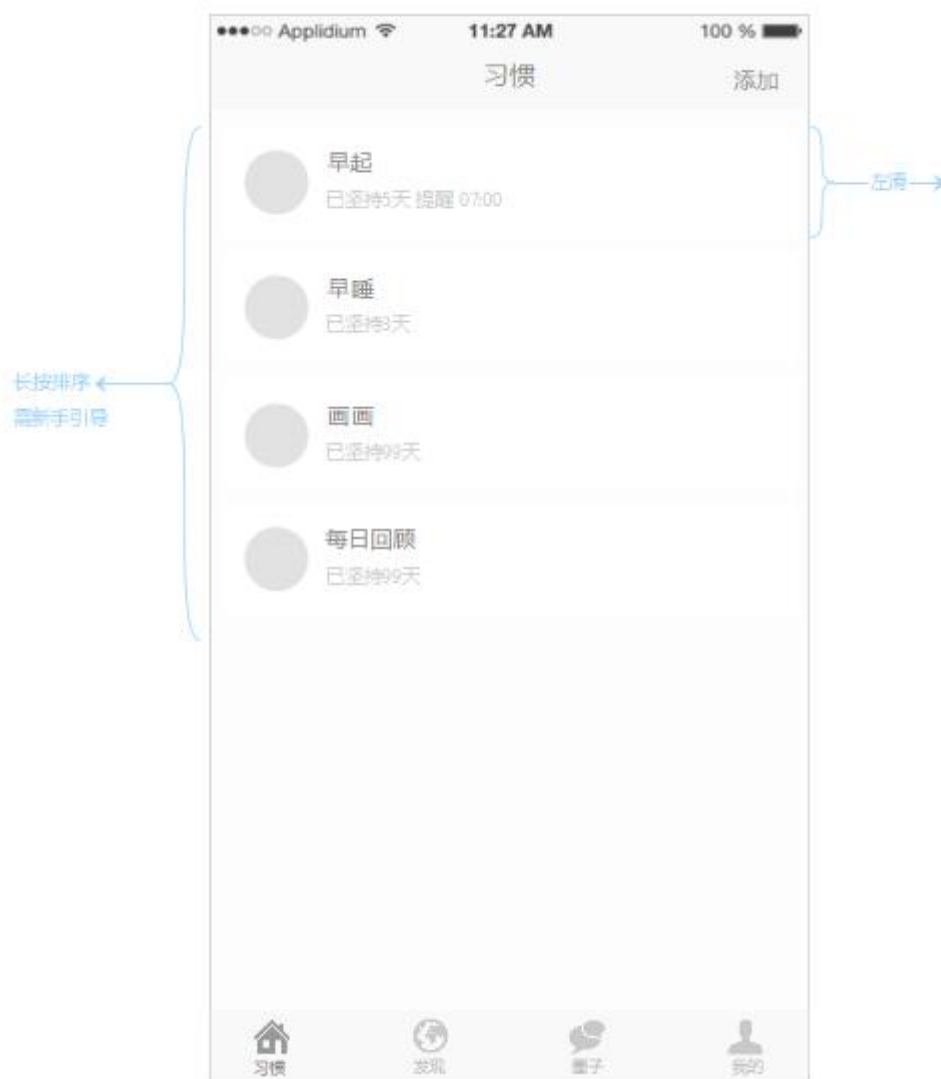 Applidium 11:27 AM 100 %
习惯 添加
早起
已坚持5天 提醒 07:00
左滑
早睡
已坚持3天
长按排序
需新手引导
画画
已坚持99天
每日回顾
已坚持99天
习惯 发现 量子 我的